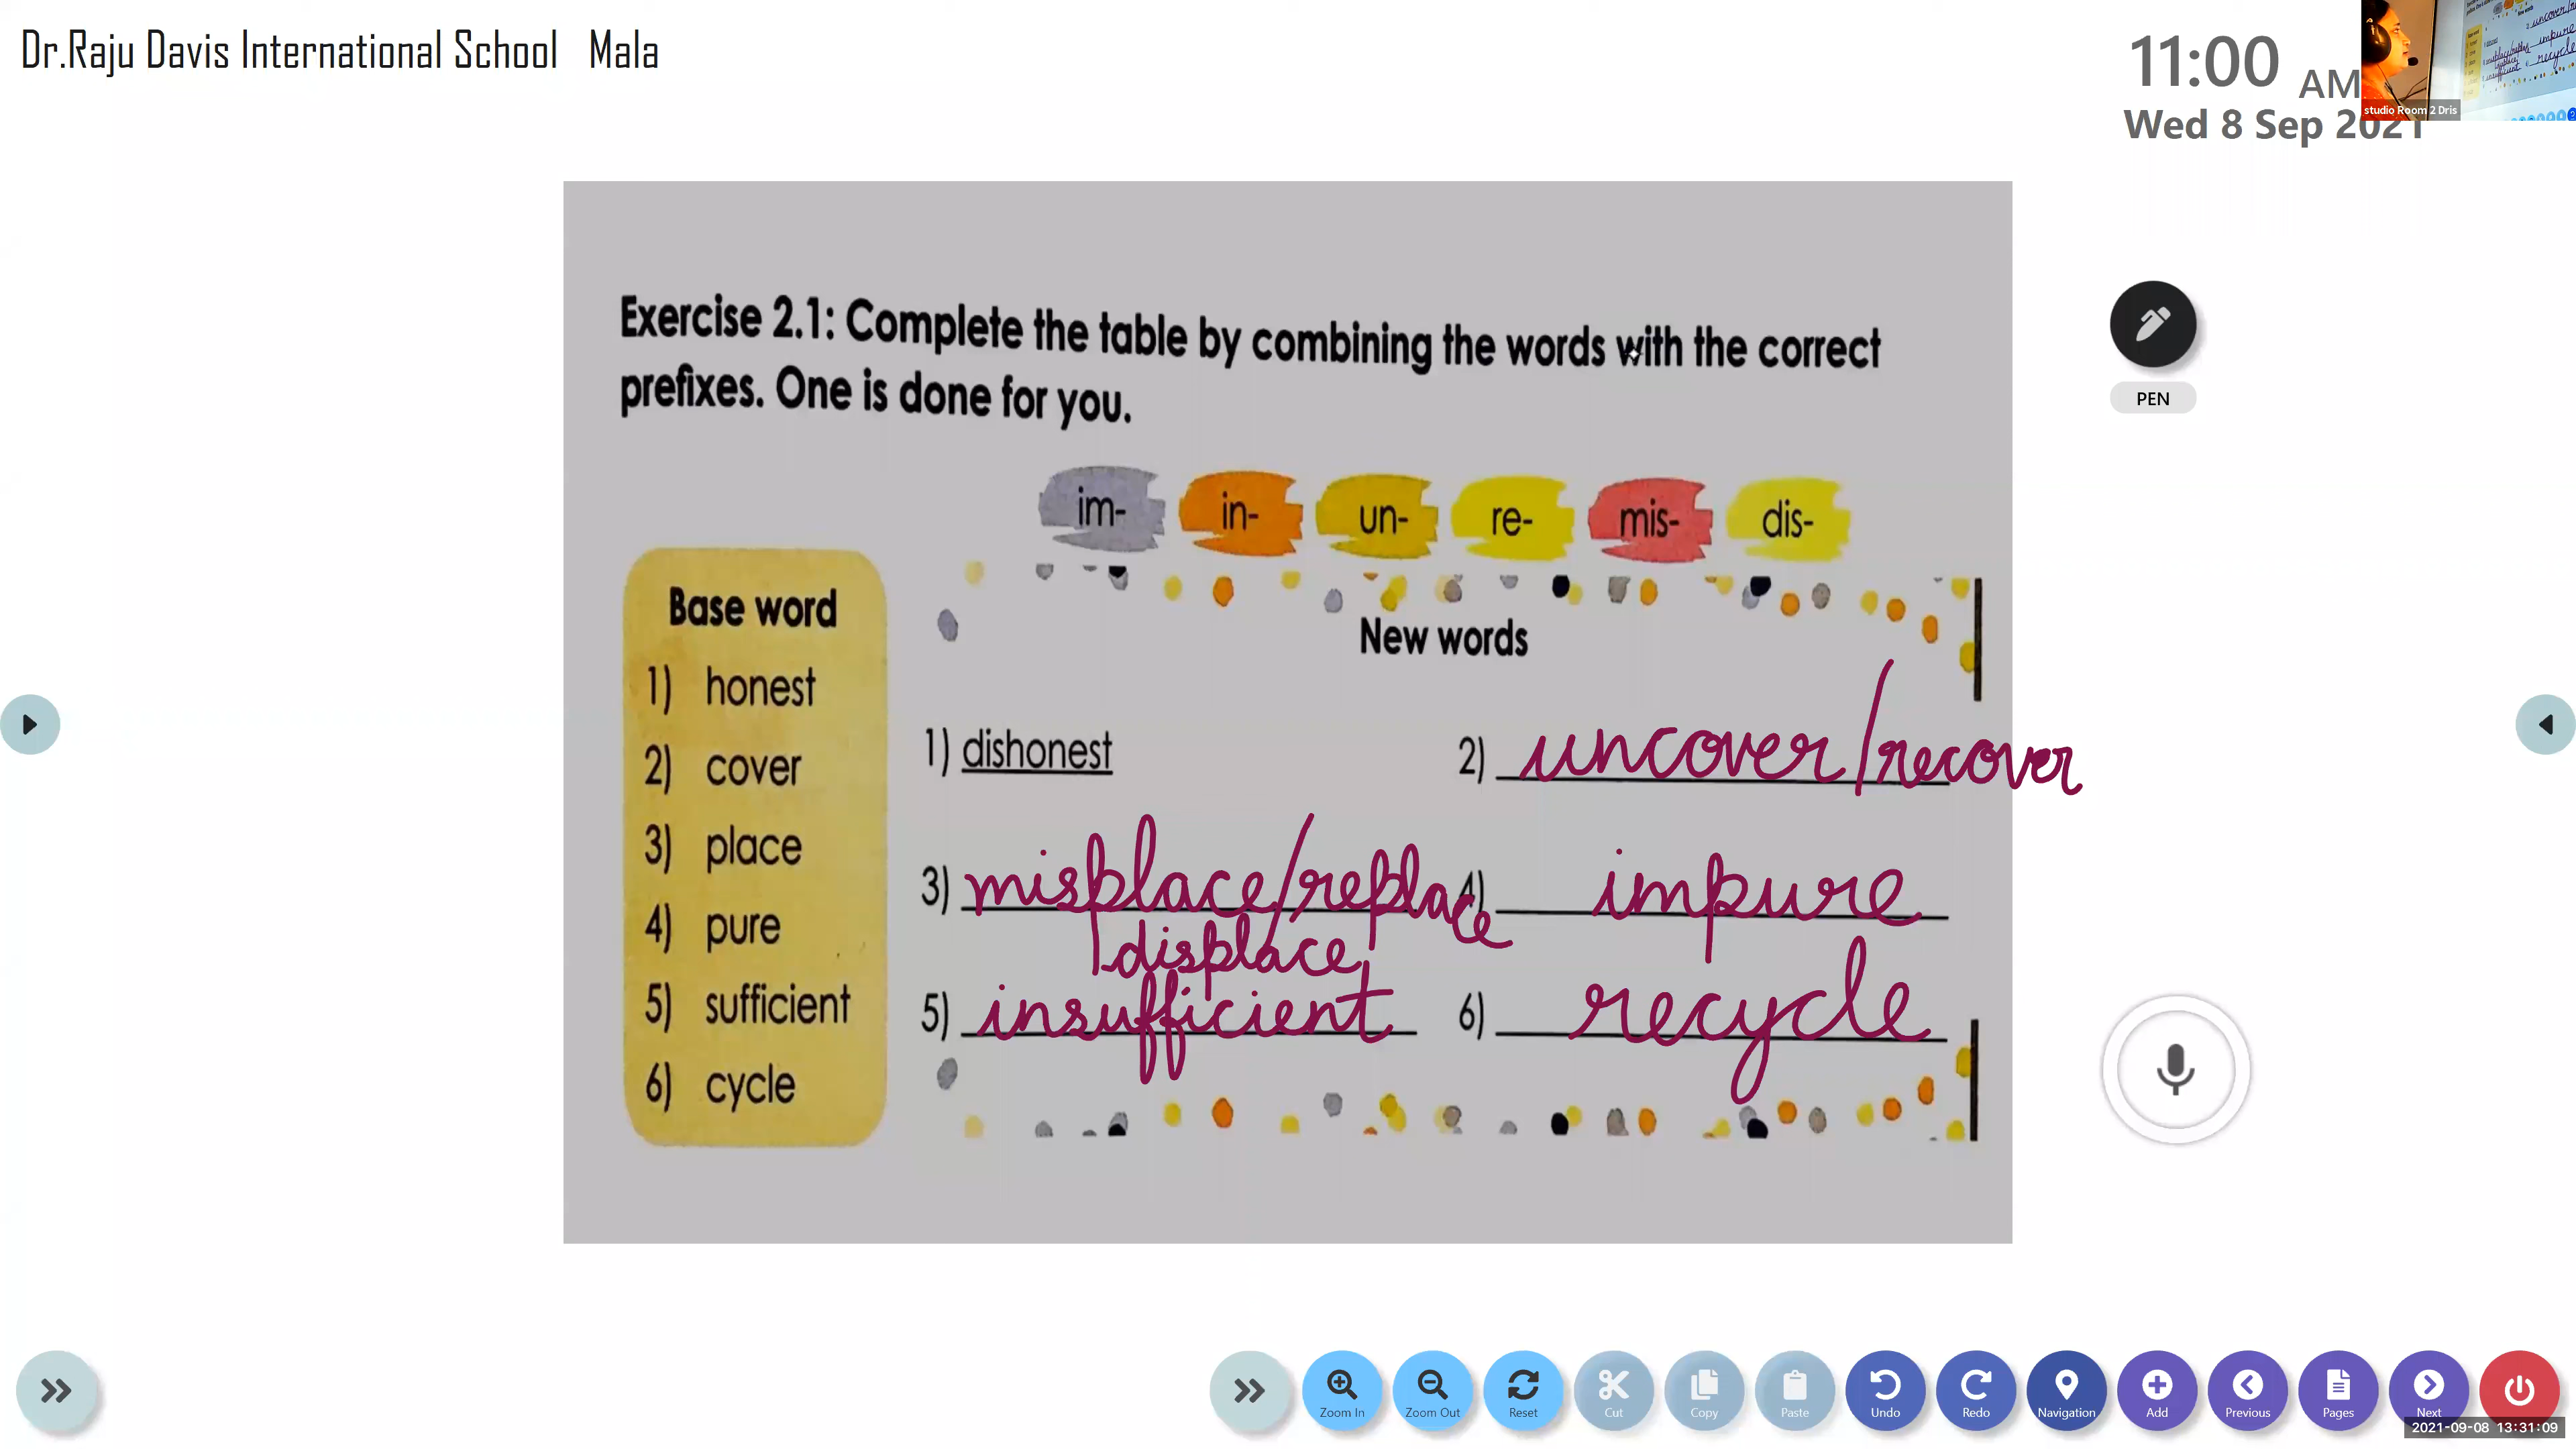 Dr.Raju Davis International School Mala
11:00 AM
Wed 8 Sep 2021
studio Room 2 Dris
Exercise 2.1: Complete the table by combining the words with the correct
prefixes. One is done for you.
PEN
im- in- un- re- mis- dis-
Base word
1) honest
2) cover
3) place
4) pure
5) sufficient
6) cycle
New words
1) dishonest 2) uncover/recover
3) misplace/replace 4) impure
/displace
5) insufficient 6) recycle
Zoom In Zoom Out Reset Cut Copy Paste Undo Redo Navigation Add Previous Pages Next
2021-09-08 13:31:09